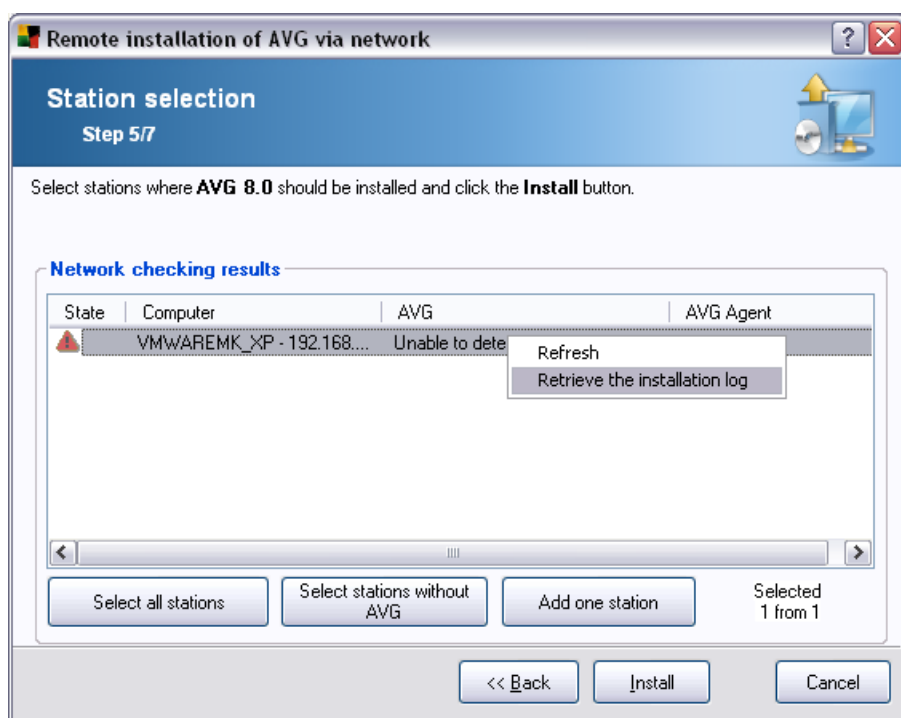 Remote installation of AVG via network
Station selection
Step 5/7
Select stations where AVG 8.0 should be installed and click the Install button.
Network checking results
State Computer AVG AVG Agent
VMWAREMK_XP - 192.168.... Unable to dete
Refresh
Retrieve the installation log
Select all stations
Select stations without
AVG
Add one station
Selected
1 from 1
<< Back Install Cancel